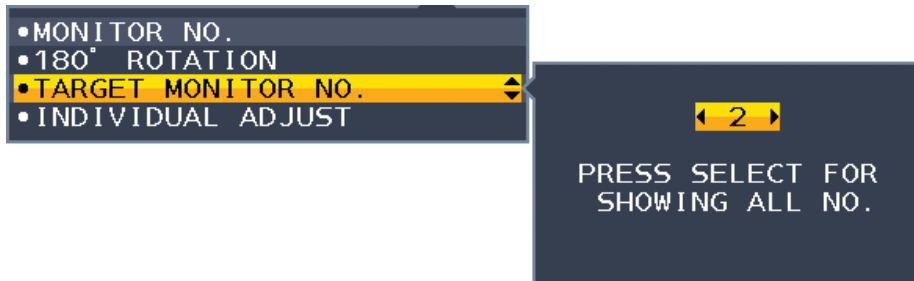 •MONITOR NO.
•180° ROTATION
•TARGET MONITOR NO.
•INDIVIDUAL ADJUST
2
PRESS SELECT FOR
SHOWING ALL NO.